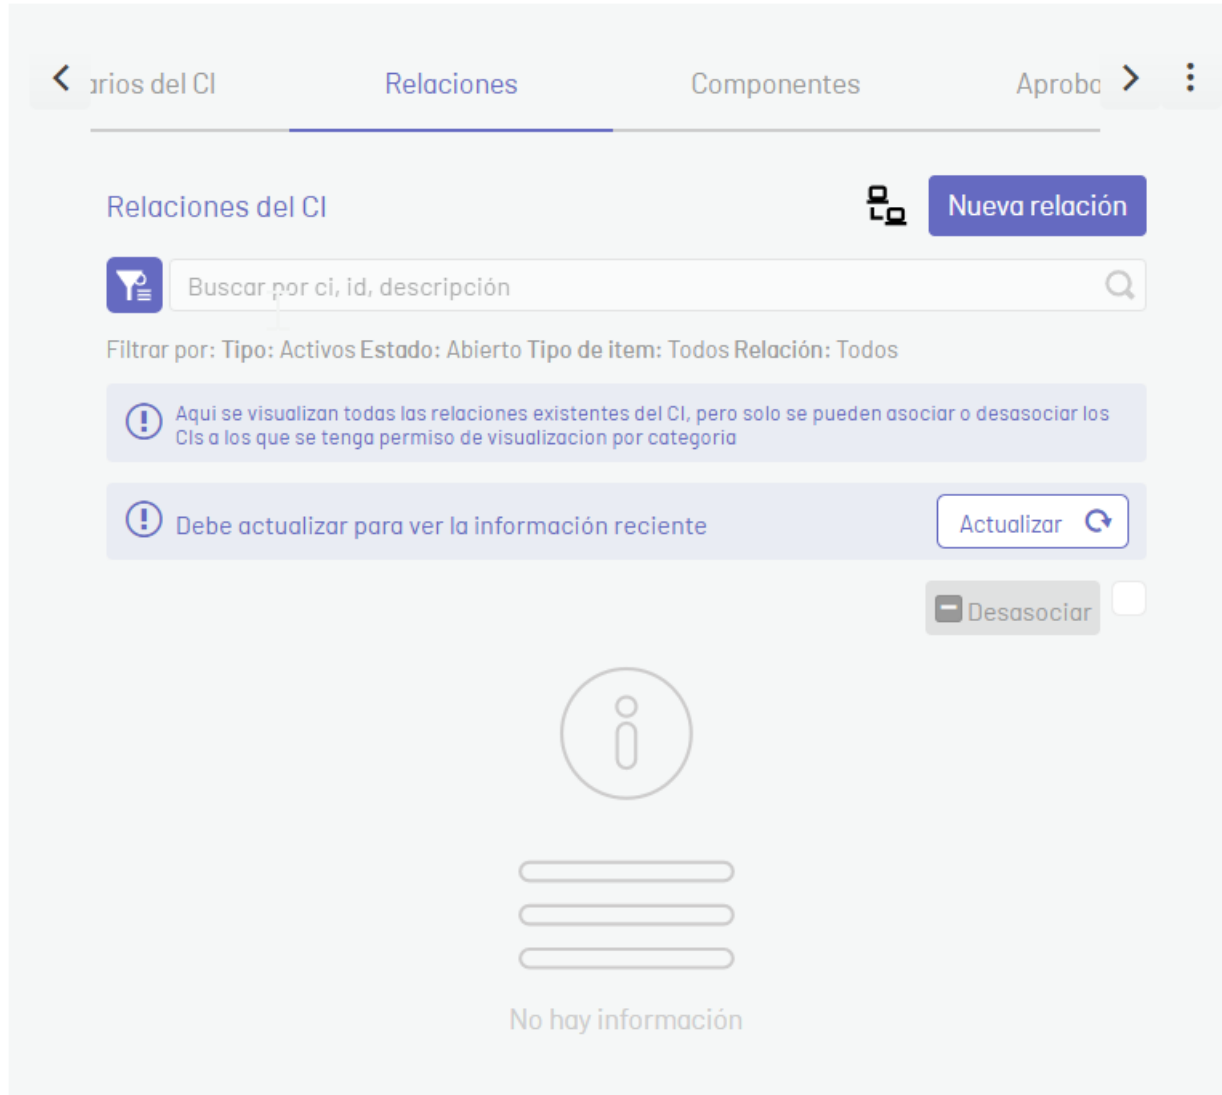 arios del CI Relaciones Componentes Aproba
Relaciones del CI
Nueva relación
Buscar por ci, id, descripción
Filtrar por: Tipo: Activos Estado: Abierto Tipo de item: Todos Relación: Todos
Aqui se visualizan todas las relaciones existentes del CI, pero solo se pueden asociar o desasociar los
CIs a los que se tenga permiso de visualizacion por categoria
Debe actualizar para ver la información reciente
Actualizar
Desasociar
No hay información